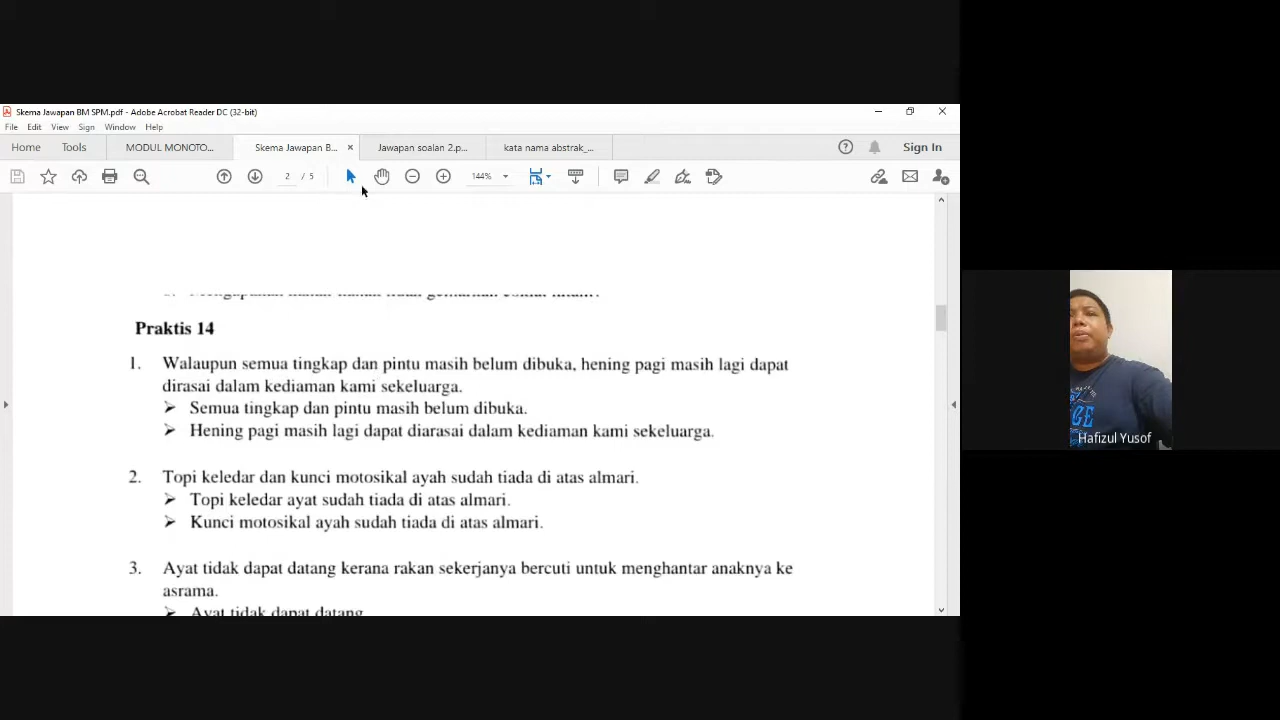 Skema Jawapan BM SPM.pdf - Adobe Acrobat Reader DC (32-bit)
File Edit View Sign Window Help
Home Tools MODUL MONOTO... Skema Jawapan B... × Jawapan soalan 2.p... kata nama abstrak_... Sign In
2 / 5 144%
Praktis 14
1. Walaupun semua tingkap dan pintu masih belum dibuka, hening pagi masih lagi dapat
dirasai dalam kediaman kami sekeluarga.
➢ Semua tingkap dan pintu masih belum dibuka.
➢ Hening pagi masih lagi dapat diarasai dalam kediaman kami sekeluarga.
2. Topi keledar dan kunci motosikal ayah sudah tiada di atas almari.
➢ Topi keledar ayat sudah tiada di atas almari.
➢ Kunci motosikal ayah sudah tiada di atas almari.
3. Ayat tidak dapat datang kerana rakan sekerjanya bercuti untuk menghantar anaknya ke
asrama.
➢ Ayat tidak dapat datang
Hafizul Yusof